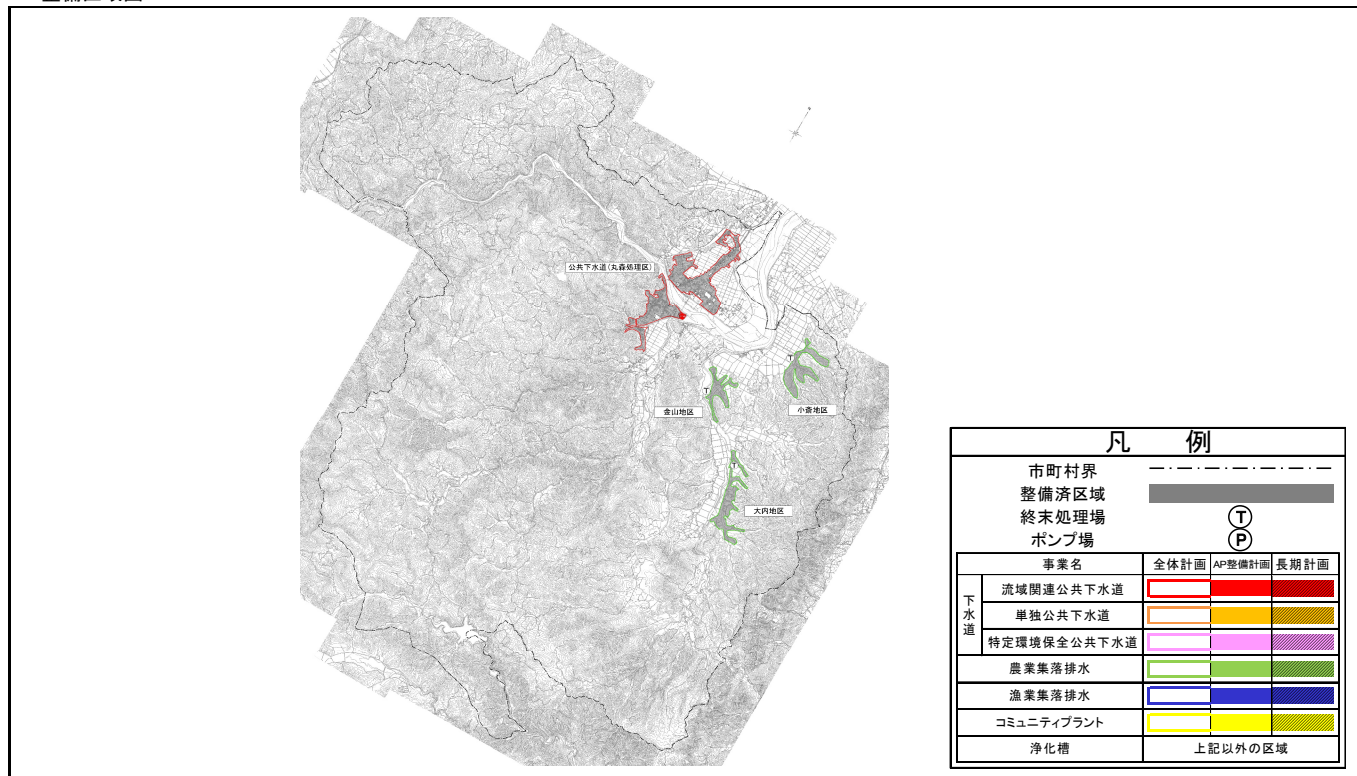 公共下水道(丸森処理区)
T
小斎地区
T
金山地区
T
大内地区
凡 例
市町村界
整備済区域
終末処理場 T
ポンプ場 P
事業名 全体計画 AP整備計画 長期計画
下水道
流域関連公共下水道
単独公共下水道
特定環境保全公共下水道
農業集落排水
漁業集落排水
コミュニティプラント
浄化槽 上記以外の区域